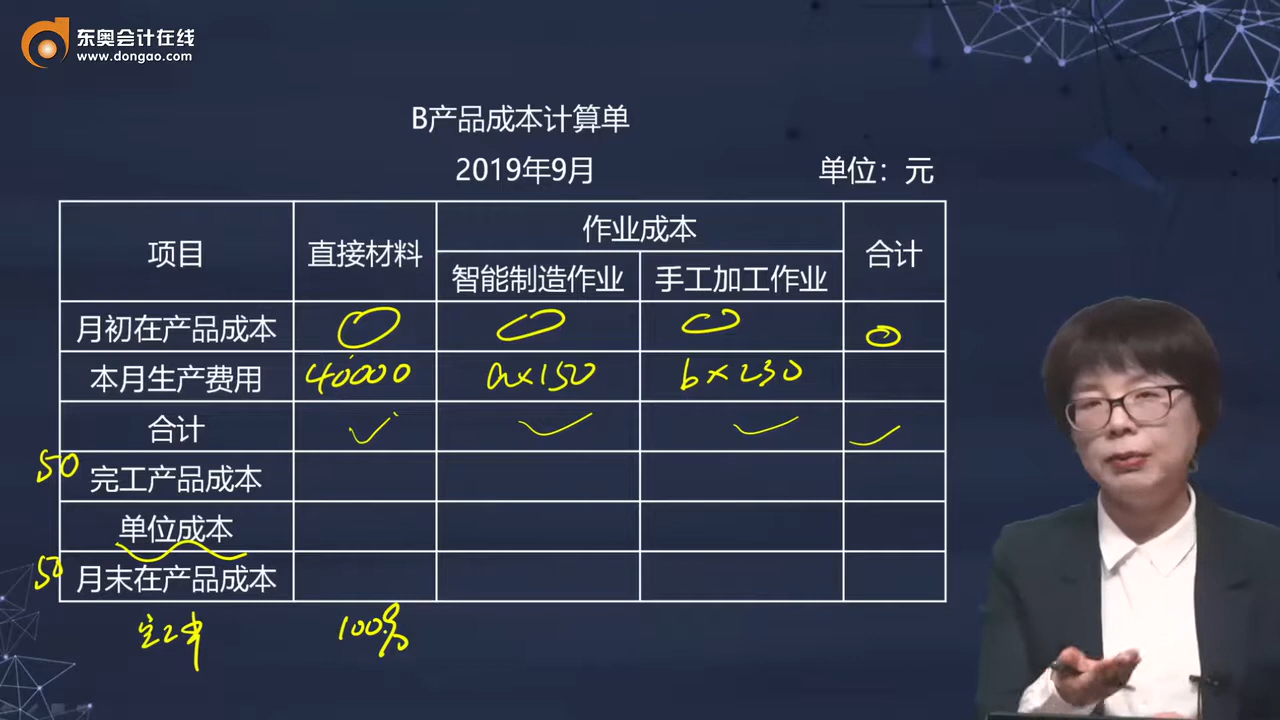 东奥会计在线
www.dongao.com
B产品成本计算单
2019年9月 单位：元
项目 直接材料 作业成本 合计
智能制造作业 手工加工作业
月初在产品成本 0 0 0 0
本月生产费用 40000 a×150 b×230
合计
50 完工产品成本
单位成本
50 月末在产品成本
完工率 100%